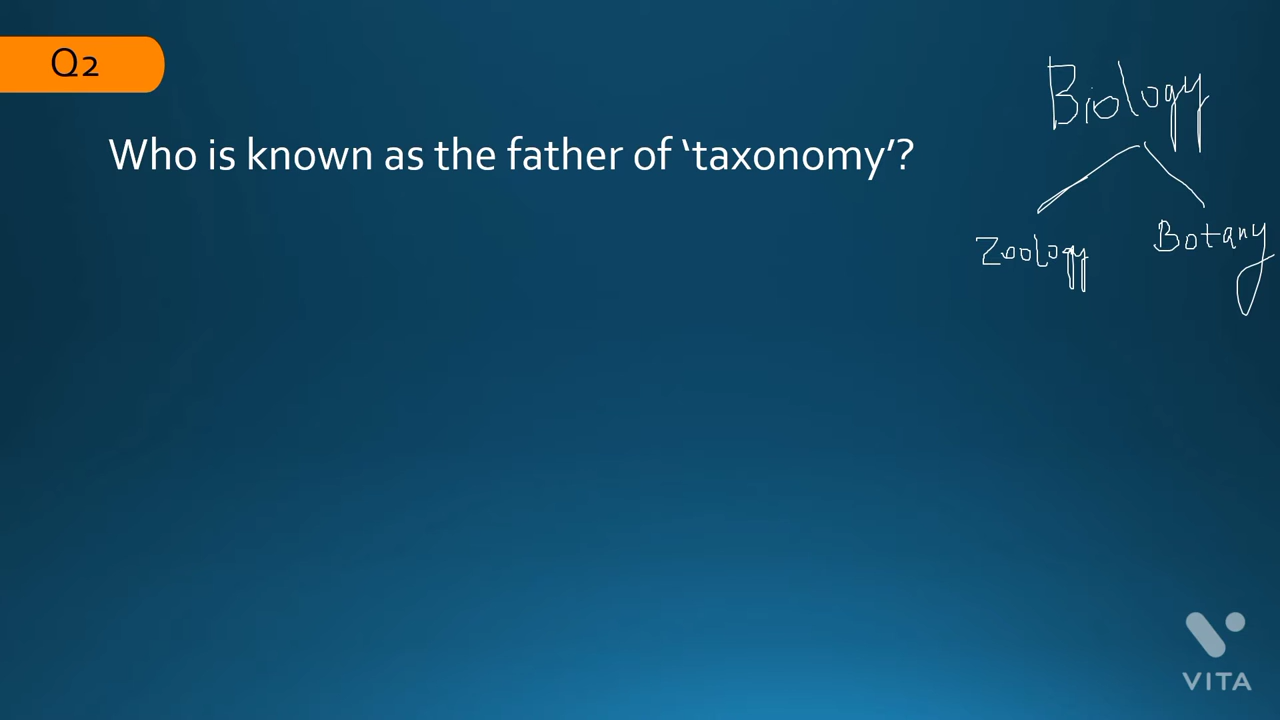 Q2
Who is known as the father of ‘taxonomy’?
Biology
Zoology
Botany
VITA